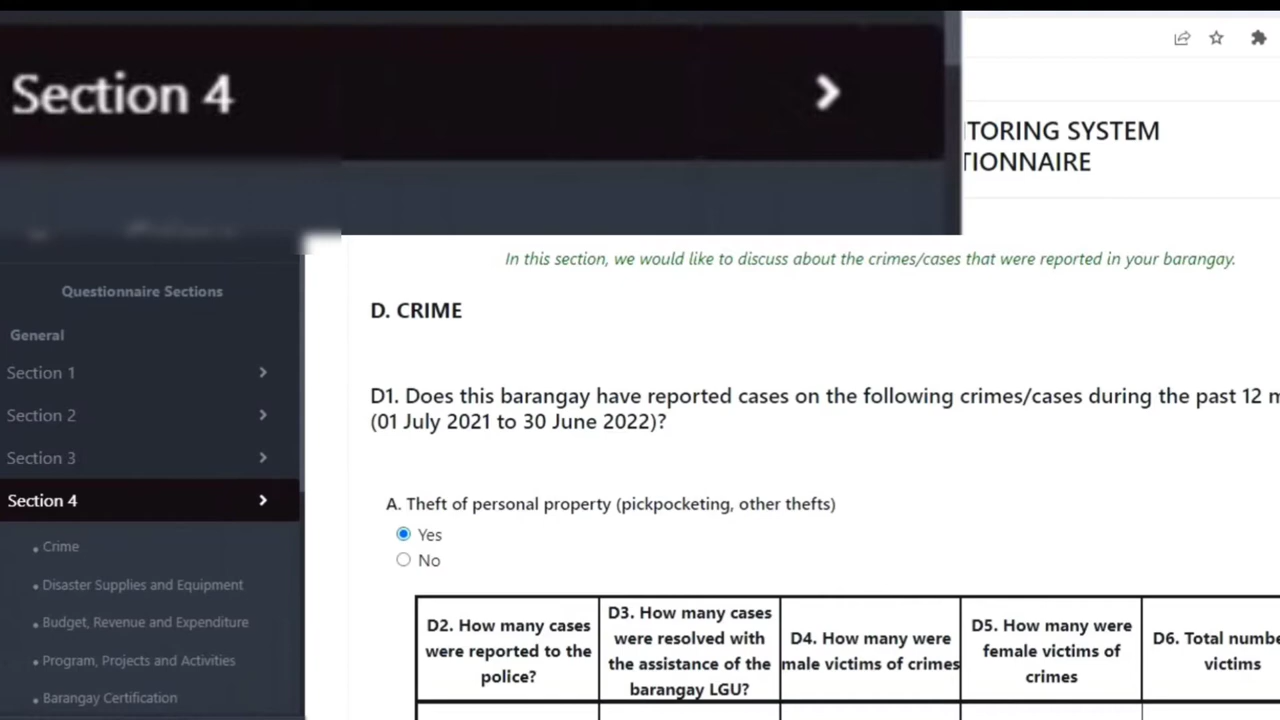 Section 4
TORING SYSTEM
TIONNAIRE
In this section, we would like to discuss about the crimes/cases that were reported in your barangay.
Questionnaire Sections
General
Section 1
Section 2
Section 3
Section 4
• Crime
• Disaster Supplies and Equipment
• Budget, Revenue and Expenditure
• Program, Projects and Activities
• Barangay Certification
D. CRIME
D1. Does this barangay have reported cases on the following crimes/cases during the past 12 m
(01 July 2021 to 30 June 2022)?
A. Theft of personal property (pickpocketing, other thefts)
Yes
No
D2. How many cases
were reported to the
police?
D3. How many cases
were resolved with
the assistance of the
barangay LGU?
D4. How many were
male victims of crimes
D5. How many were
female victims of
crimes
D6. Total numbe
victims